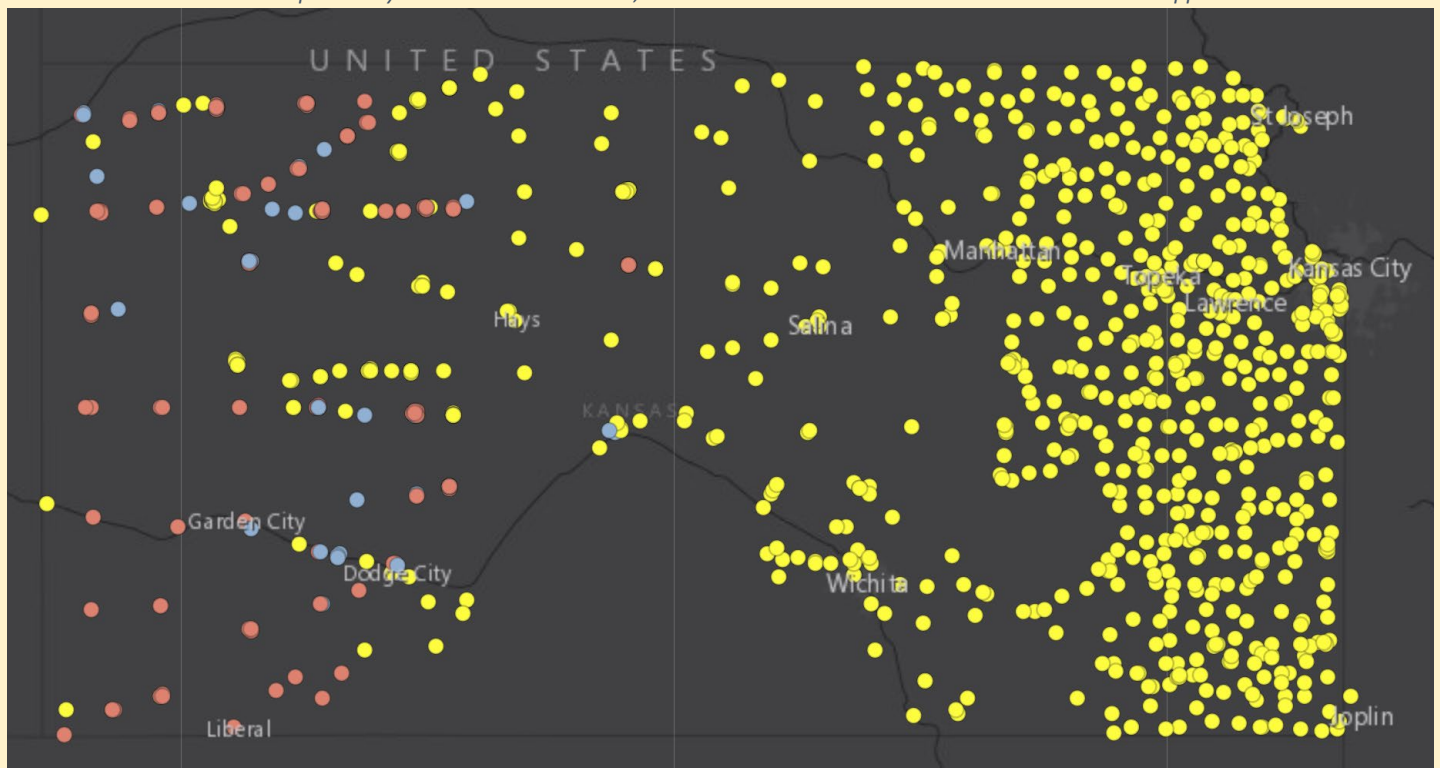 UNITED STATES
St Joseph
Manhattan
Kansas City
Topeka
Lawrence
Hays
Salina
KANSAS
Garden City
Dodge City
Wichita
Liberal
Joplin